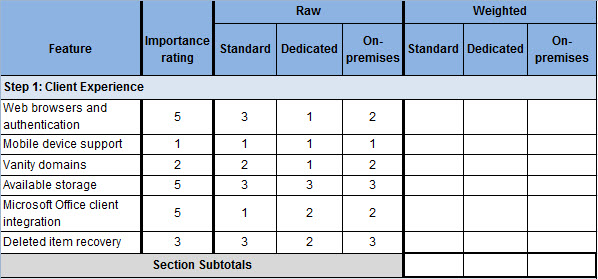 Raw Weighted
Feature Importance rating Standard Dedicated On-premises Standard Dedicated On-premises
Step 1: Client Experience
Web browsers and
authentication 5 3 1 2
Mobile device support 1 1 1 1
Vanity domains 2 2 1 2
Available storage 5 3 3 3
Microsoft Office client
integration 5 1 2 2
Deleted item recovery 3 3 2 3
Section Subtotals